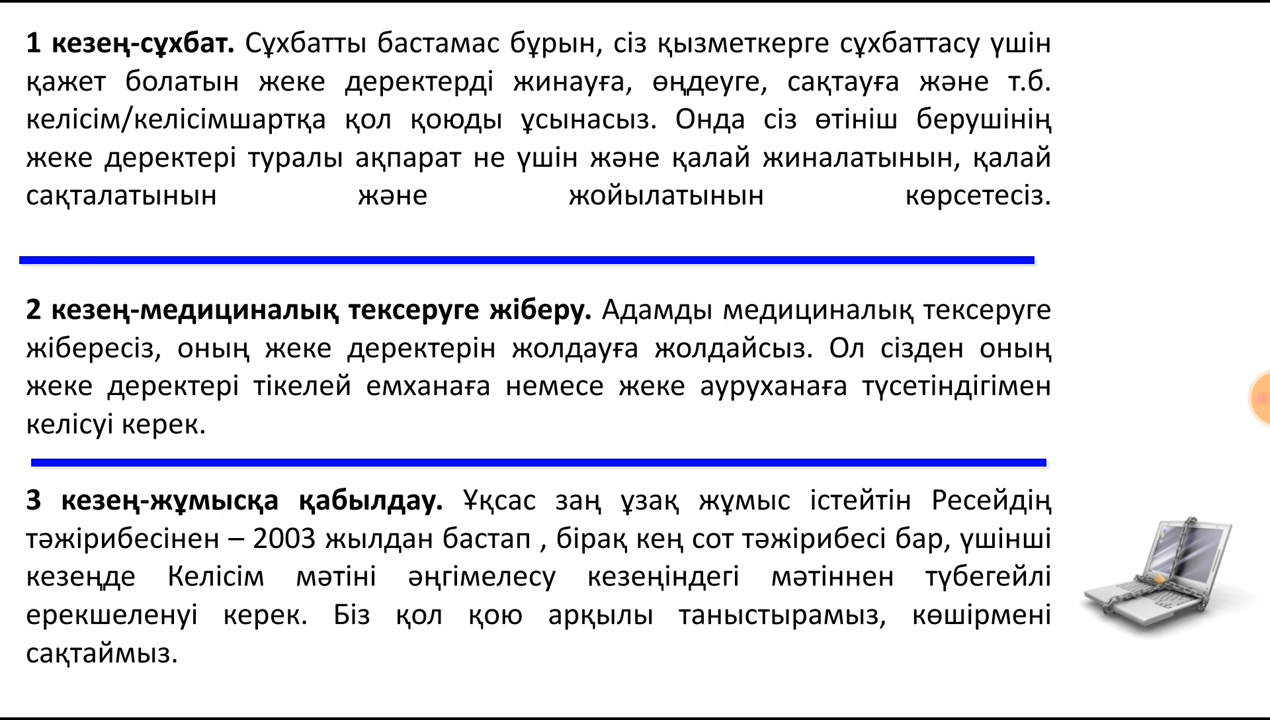 1 кезең-сұхбат. Сұхбатты бастамас бұрын, сіз қызметкерге сұхбаттасу үшін
қажет болатын жеке деректерді жинауға, өңдеуге, сақтауға және т.б.
келісім/келісімшартқа қол қоюды ұсынасыз. Онда сіз өтініш берушінің
жеке деректері туралы ақпарат не үшін және қалай жиналатынын, қалай
сақталатынын және жойылатынын көрсетесіз.
2 кезең-медициналық тексеруге жіберу. Адамды медициналық тексеруге
жібересіз, оның жеке деректерін жолдауға жолдайсыз. Ол сізден оның
жеке деректері тікелей емханаға немесе жеке ауруханаға түсетіндігімен
келісуі керек.
3 кезең-жұмысқа қабылдау. Ұқсас заң ұзақ жұмыс істейтін Ресейдің
тәжірибесінен – 2003 жылдан бастап , бірақ кең сот тәжірибесі бар, үшінші
кезеңде Келісім мәтіні әңгімелесу кезеңіндегі мәтіннен түбегейлі
ерекшеленуі керек. Біз қол қою арқылы таныстырамыз, көшірмені
сақтаймыз.